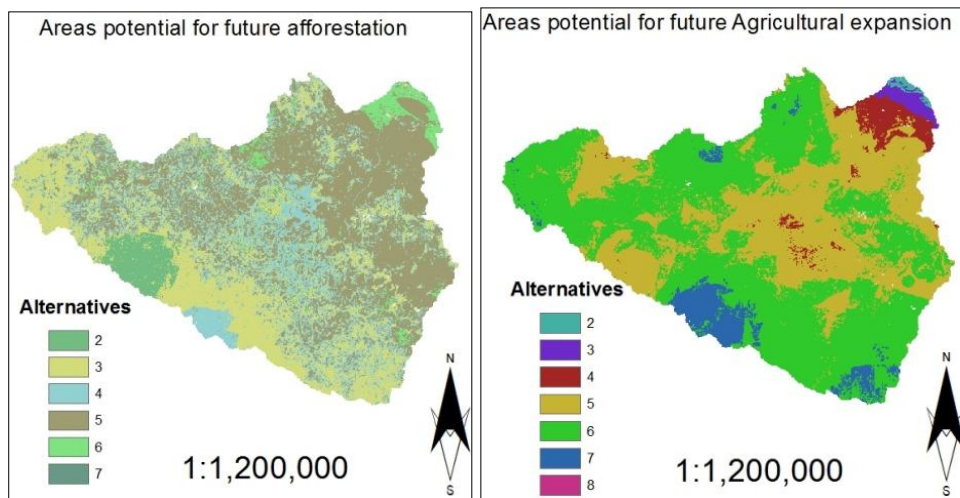 Areas potential for future afforestation
Alternatives
2
3
4
5
6
7
1:1,200,000
N
S
Areas potential for future Agricultural expansion
Alternatives
2
3
4
5
6
7
8
1:1,200,000
N
S